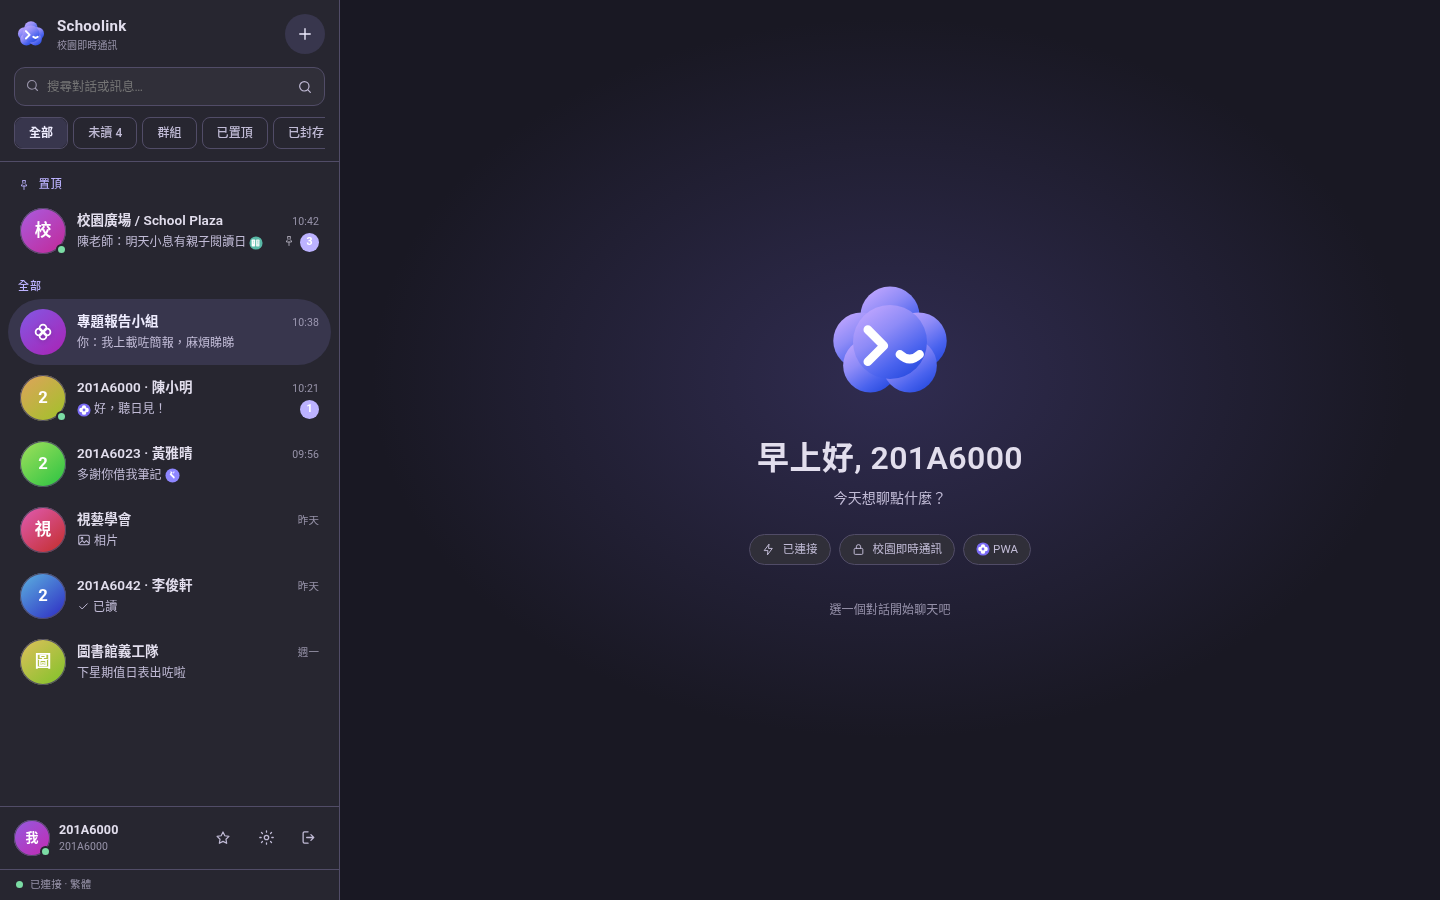 Schoolink
校園即時通訊
搜尋對話或訊息...
全部
未讀 4
群組
已置頂
已封存
置頂
校
校園廣場 / School Plaza
10:42
陳老師：明天小息有親子閱讀日
3
全部
專題報告小組
10:38
你：我上載咗簡報，麻煩睇睇
2
201A6000 · 陳小明
10:21
好，聽日見！
1
2
201A6023 · 黃雅晴
09:56
多謝你借我筆記
視
視藝學會
昨天
相片
2
201A6042 · 李俊軒
昨天
已讀
圖
圖書館義工隊
週一
下星期值日表出咗啦
我
201A6000
201A6000
已連接 · 繁體
早上好, 201A6000
今天想聊點什麼？
已連接
校園即時通訊
PWA
選一個對話開始聊天吧